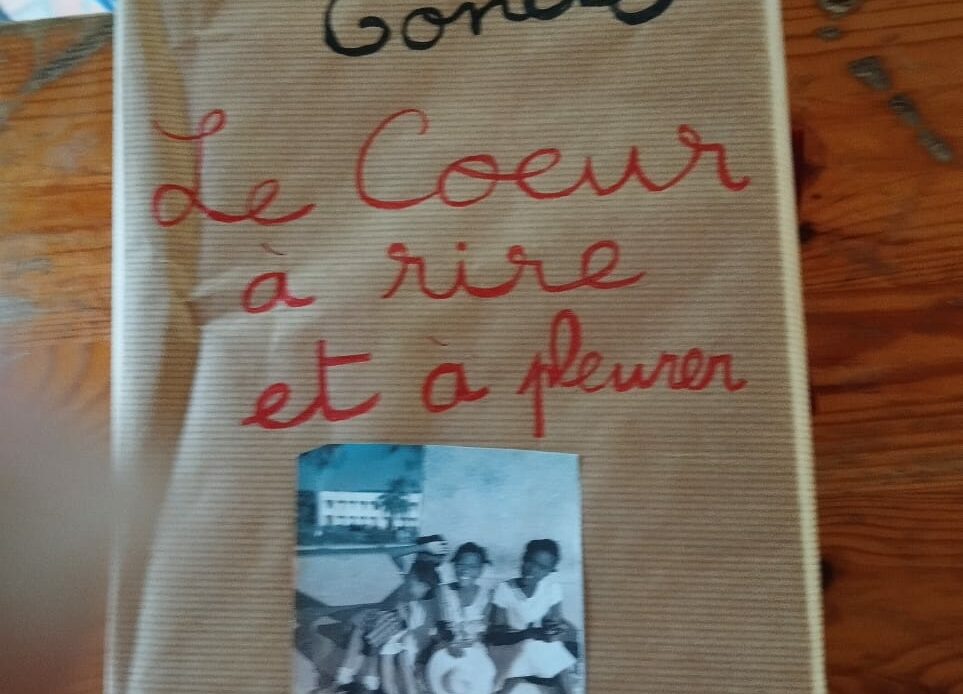 Le Coeur
à rire
et à pleurer